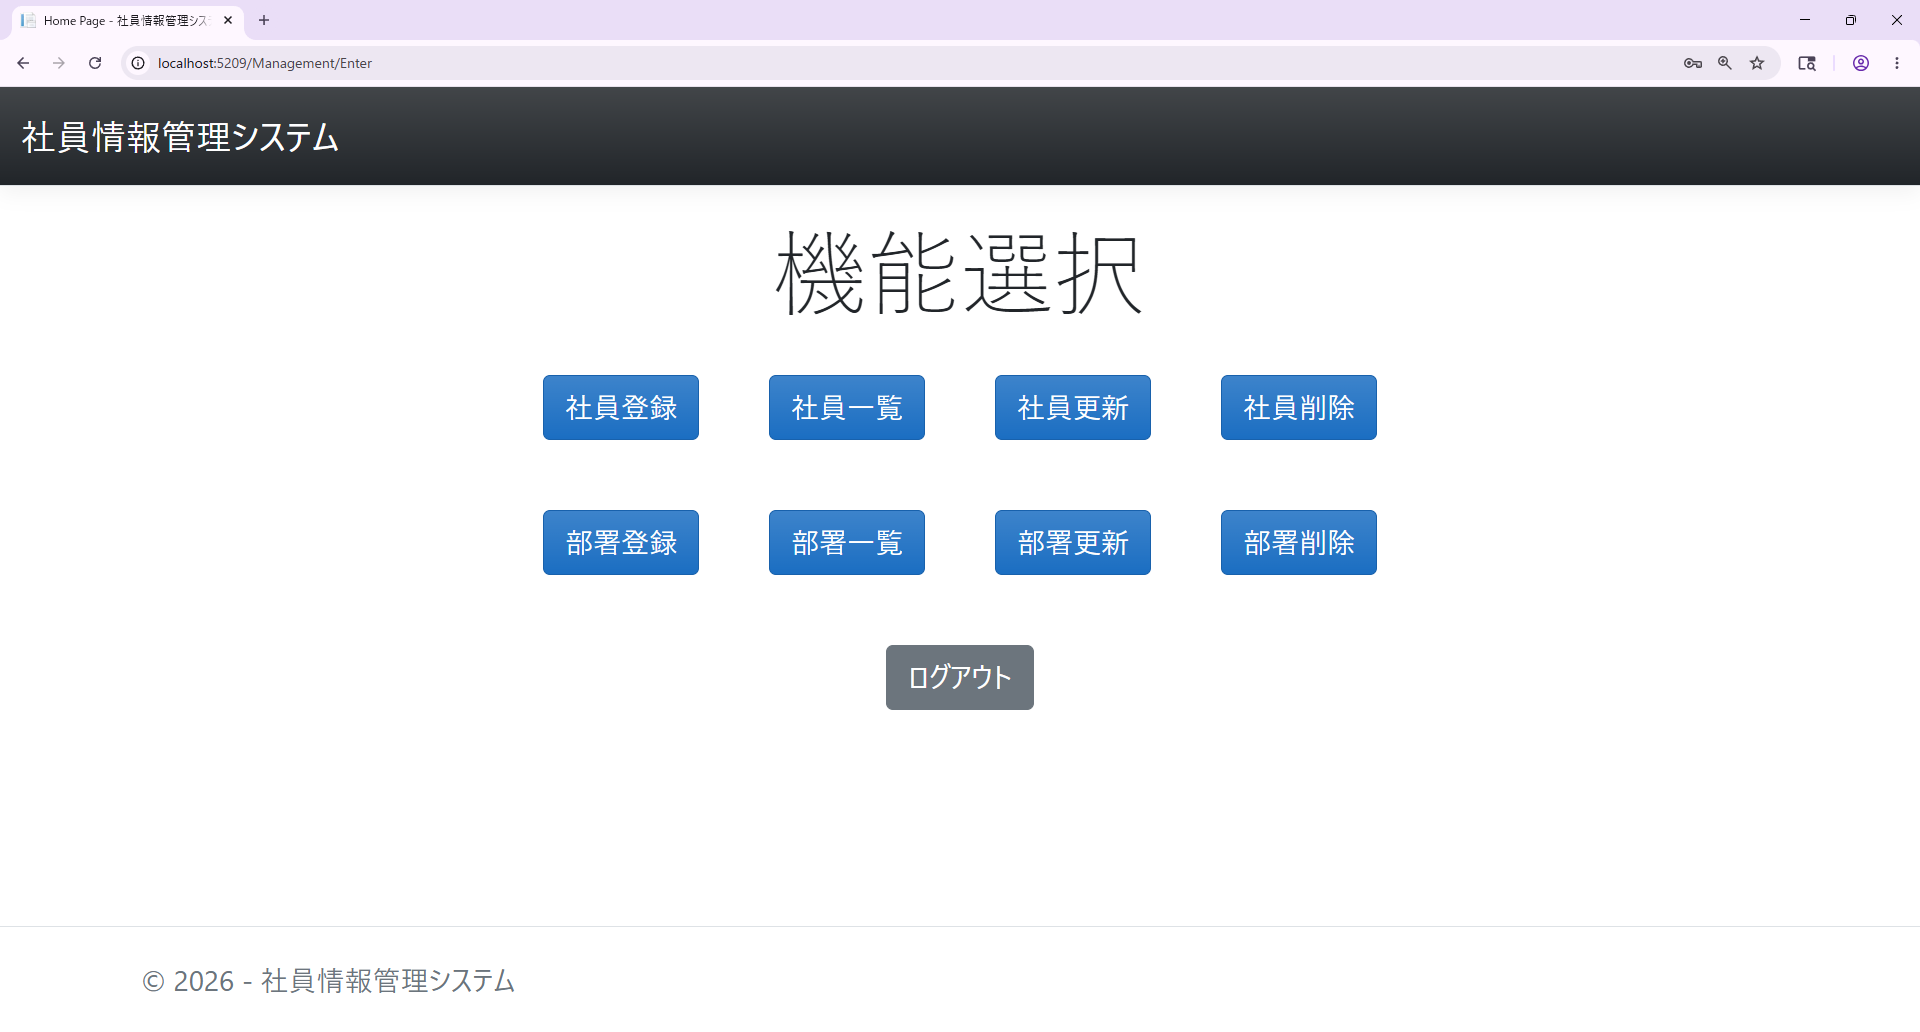 Home Page - 社員情報管理シス
localhost:5209/Management/Enter
社員情報管理システム
機能選択
社員登録 社員一覧 社員更新 社員削除
部署登録 部署一覧 部署更新 部署削除
ログアウト
© 2026 - 社員情報管理システム